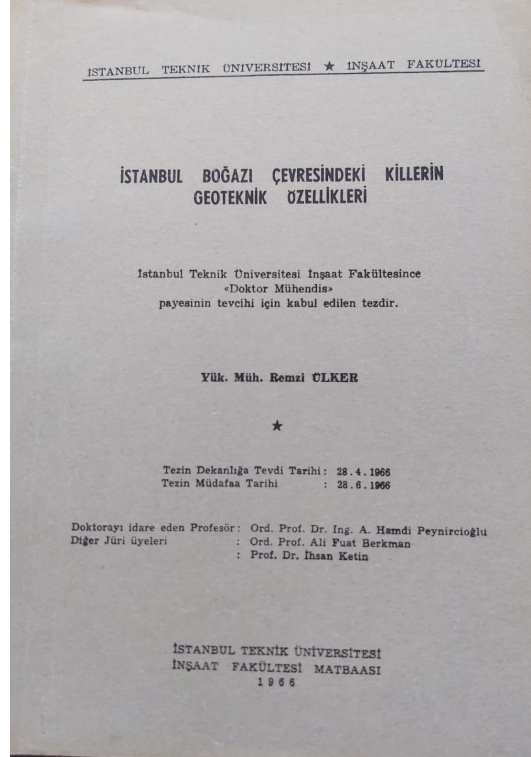 İSTANBUL TEKNİK ÜNİVERSİTESİ ★ İNŞAAT FAKÜLTESİ
İSTANBUL BOĞAZI ÇEVRESİNDEKİ KİLLERİN
GEOTEKNİK ÖZELLİKLERİ
İstanbul Teknik Üniversitesi İnşaat Fakültesince
«Doktor Mühendis»
payesinin tevcihi için kabul edilen tezdir.
Yük. Müh. Remzi ÜLKER
★
Tezin Dekanlığa Tevdi Tarihi : 28.4.1966
Tezin Müdafaa Tarihi : 28.6.1966
Doktorayı idare eden Profesör : Ord. Prof. Dr. Ing. A. Hamdi Peynircioğlu
Diğer Jüri üyeleri : Ord. Prof. Ali Fuat Berkman
: Prof. Dr. İhsan Ketin
İSTANBUL TEKNİK ÜNİVERSİTESİ
İNŞAAT FAKÜLTESİ MATBAASI
1966